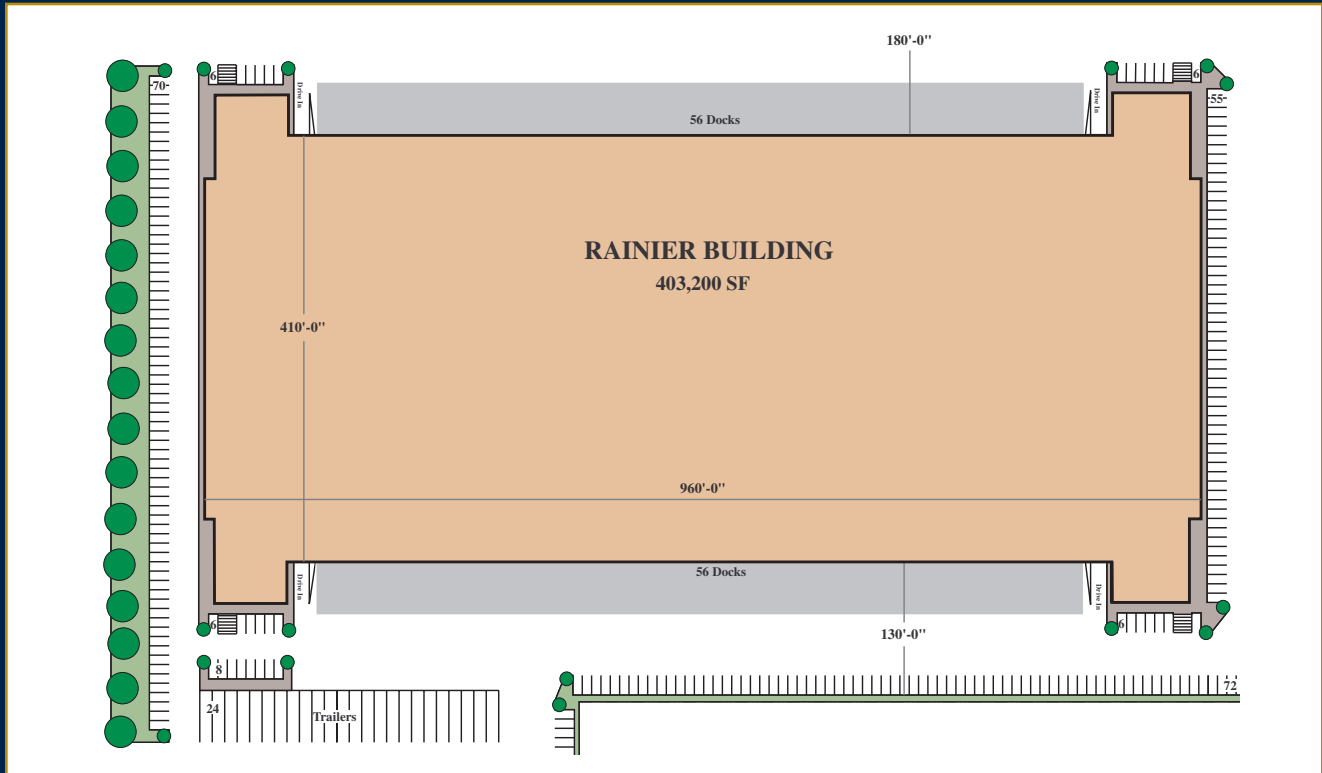 180'-0"
6
6
70
Drive In
Drive In
55
56 Docks
RAINIER BUILDING
403,200 SF
410'-0"
960'-0"
56 Docks
Drive In
Drive In
6
6
130'-0"
8
72
24
Trailers